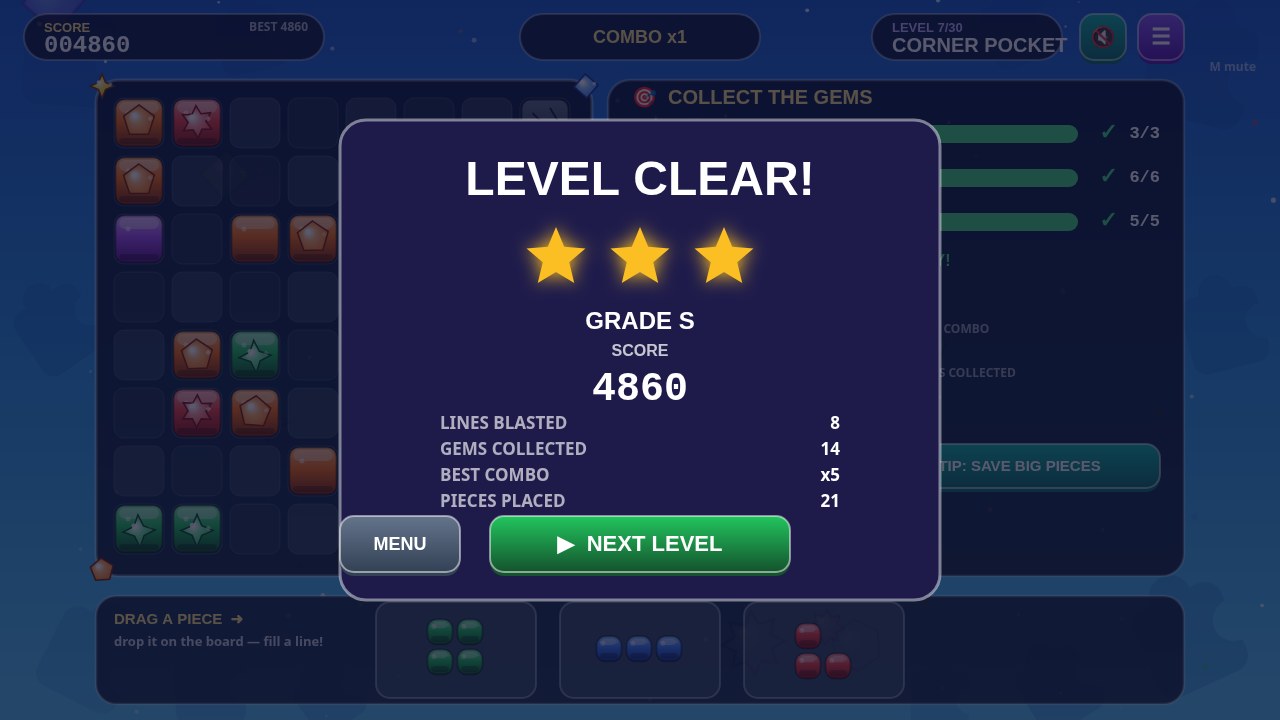 SCORE
BEST 4860
004860
COMBO x1
LEVEL 7/30
CORNER POCKET
M mute
COLLECT THE GEMS
3/3
6/6
5/5
LEVEL CLEAR!
GRADE S
SCORE
4860
LINES BLASTED 8
GEMS COLLECTED 14
BEST COMBO x5
PIECES PLACED 21
MENU
▶ NEXT LEVEL
COMBO
COLLECTED
TIP: SAVE BIG PIECES
DRAG A PIECE ➜
drop it on the board — fill a line!